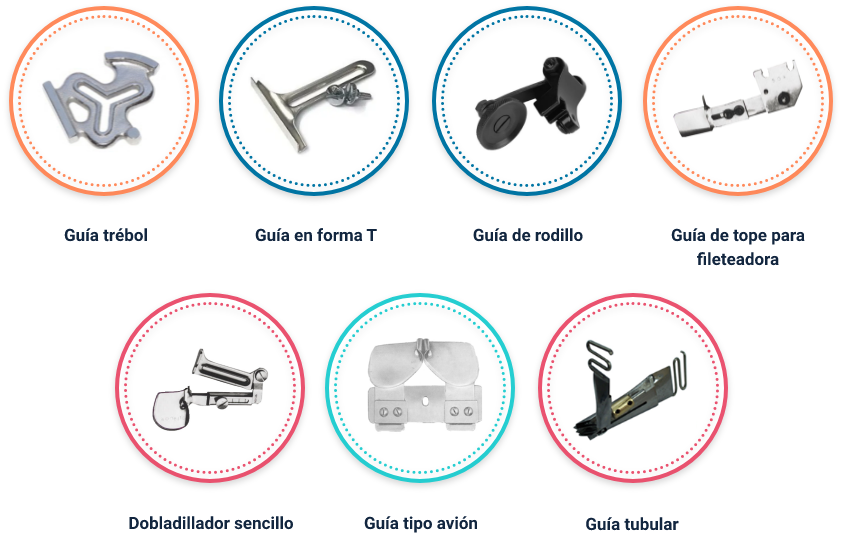 Guía trébol
Guía en forma T
Guía de rodillo
Guía de tope para
fileteadora
Dobladillador sencillo
Guía tipo avión
Guía tubular